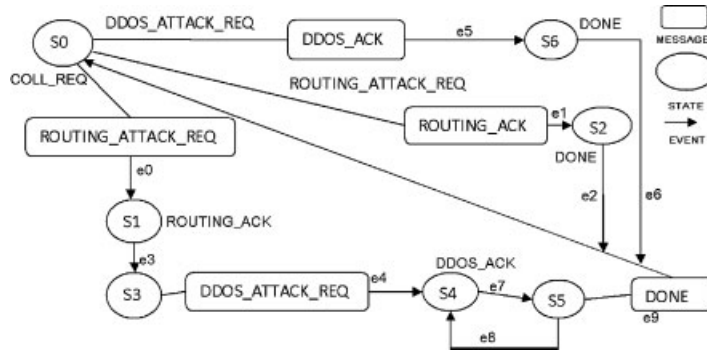 DDOS_ATTACK_REQ
S0
DDOS_ACK
e5
S6
DONE
MESSAGE
COLL_REQ
ROUTING_ATTACK_REQ
ROUTING_ATTACK_REQ
ROUTING_ACK
e1
S2
STATE
EVENT
DONE
e0
e2
e6
S1
ROUTING_ACK
e3
DDOS_ACK
S3
DDOS_ATTACK_REQ
e4
S4
e7
S5
DONE
e9
e8